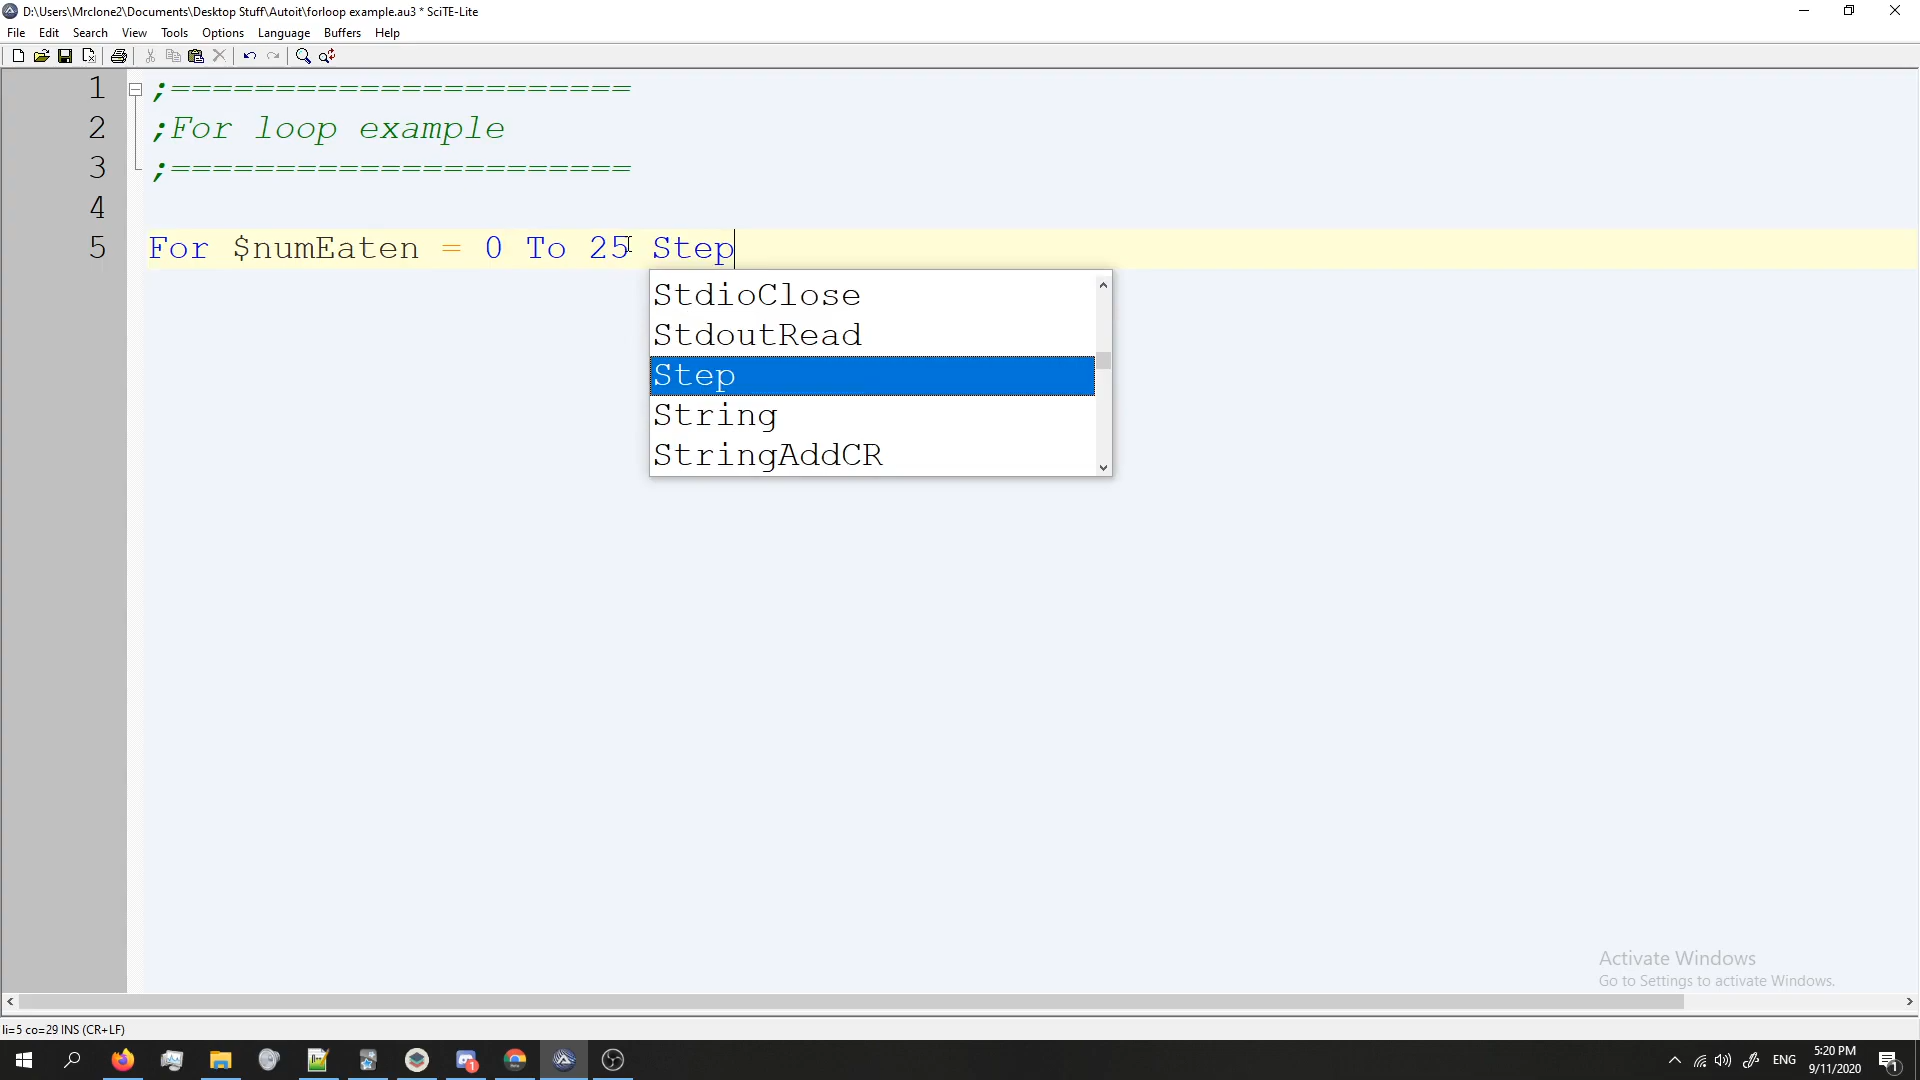 D:\Users\Mrclone2\Documents\Desktop Stuff\Autoit\forloop example.au3 * SciTE-Lite
File Edit Search View Tools Options Language Buffers Help
1 ;======================
2 ;For loop example
3 ;======================
4
5 For $numEaten = 0 To 25 Step
StdioClose
StdoutRead
Step
String
StringAddCR
Activate Windows
Go to Settings to activate Windows.
li=5 co=29 INS (CR+LF)
ENG
5:20 PM
9/11/2020